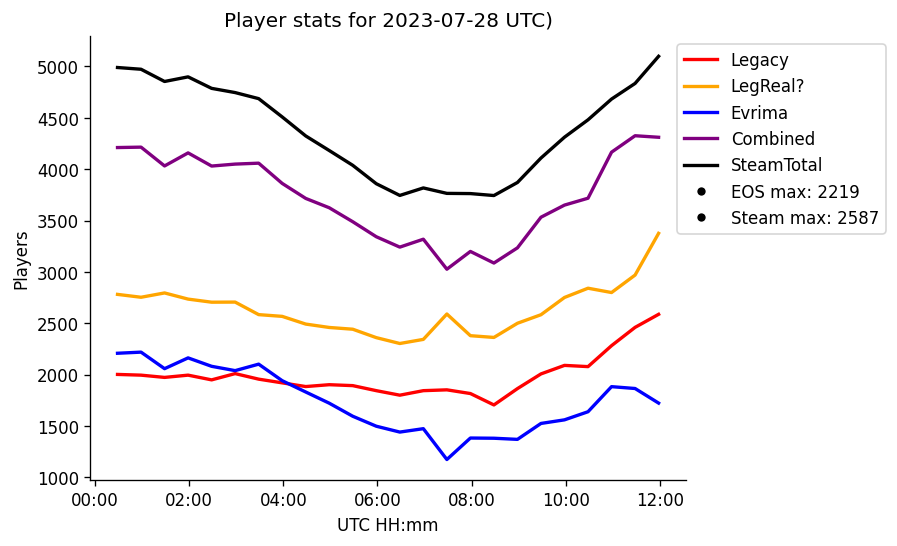 Player stats for 2023-07-28 UTC)
Legacy
LegReal?
Evrima
Combined
SteamTotal
EOS max: 2219
Steam max: 2587
Players
5000
4500
4000
3500
3000
2500
2000
1500
1000
00:00 02:00 04:00 06:00 08:00 10:00 12:00
UTC HH:mm